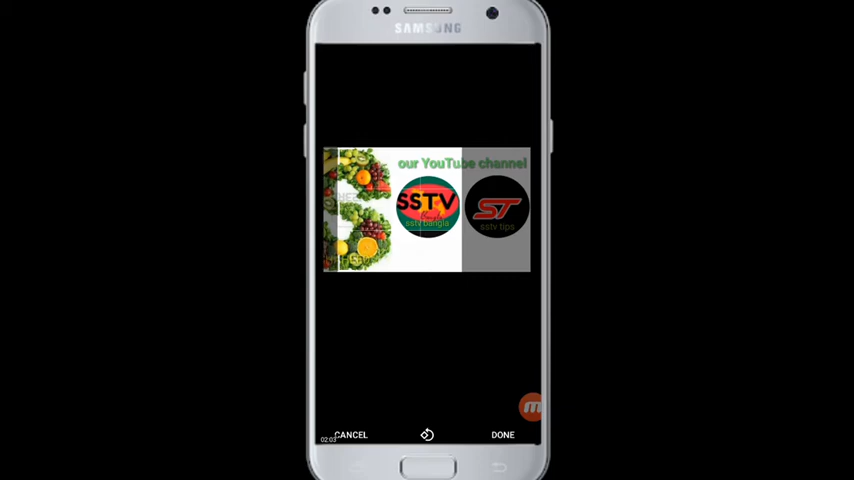 SAMSUNG
our YouTube channel
SSTV
sstv bangla
ST
sstv tips
02:03
CANCEL
DONE